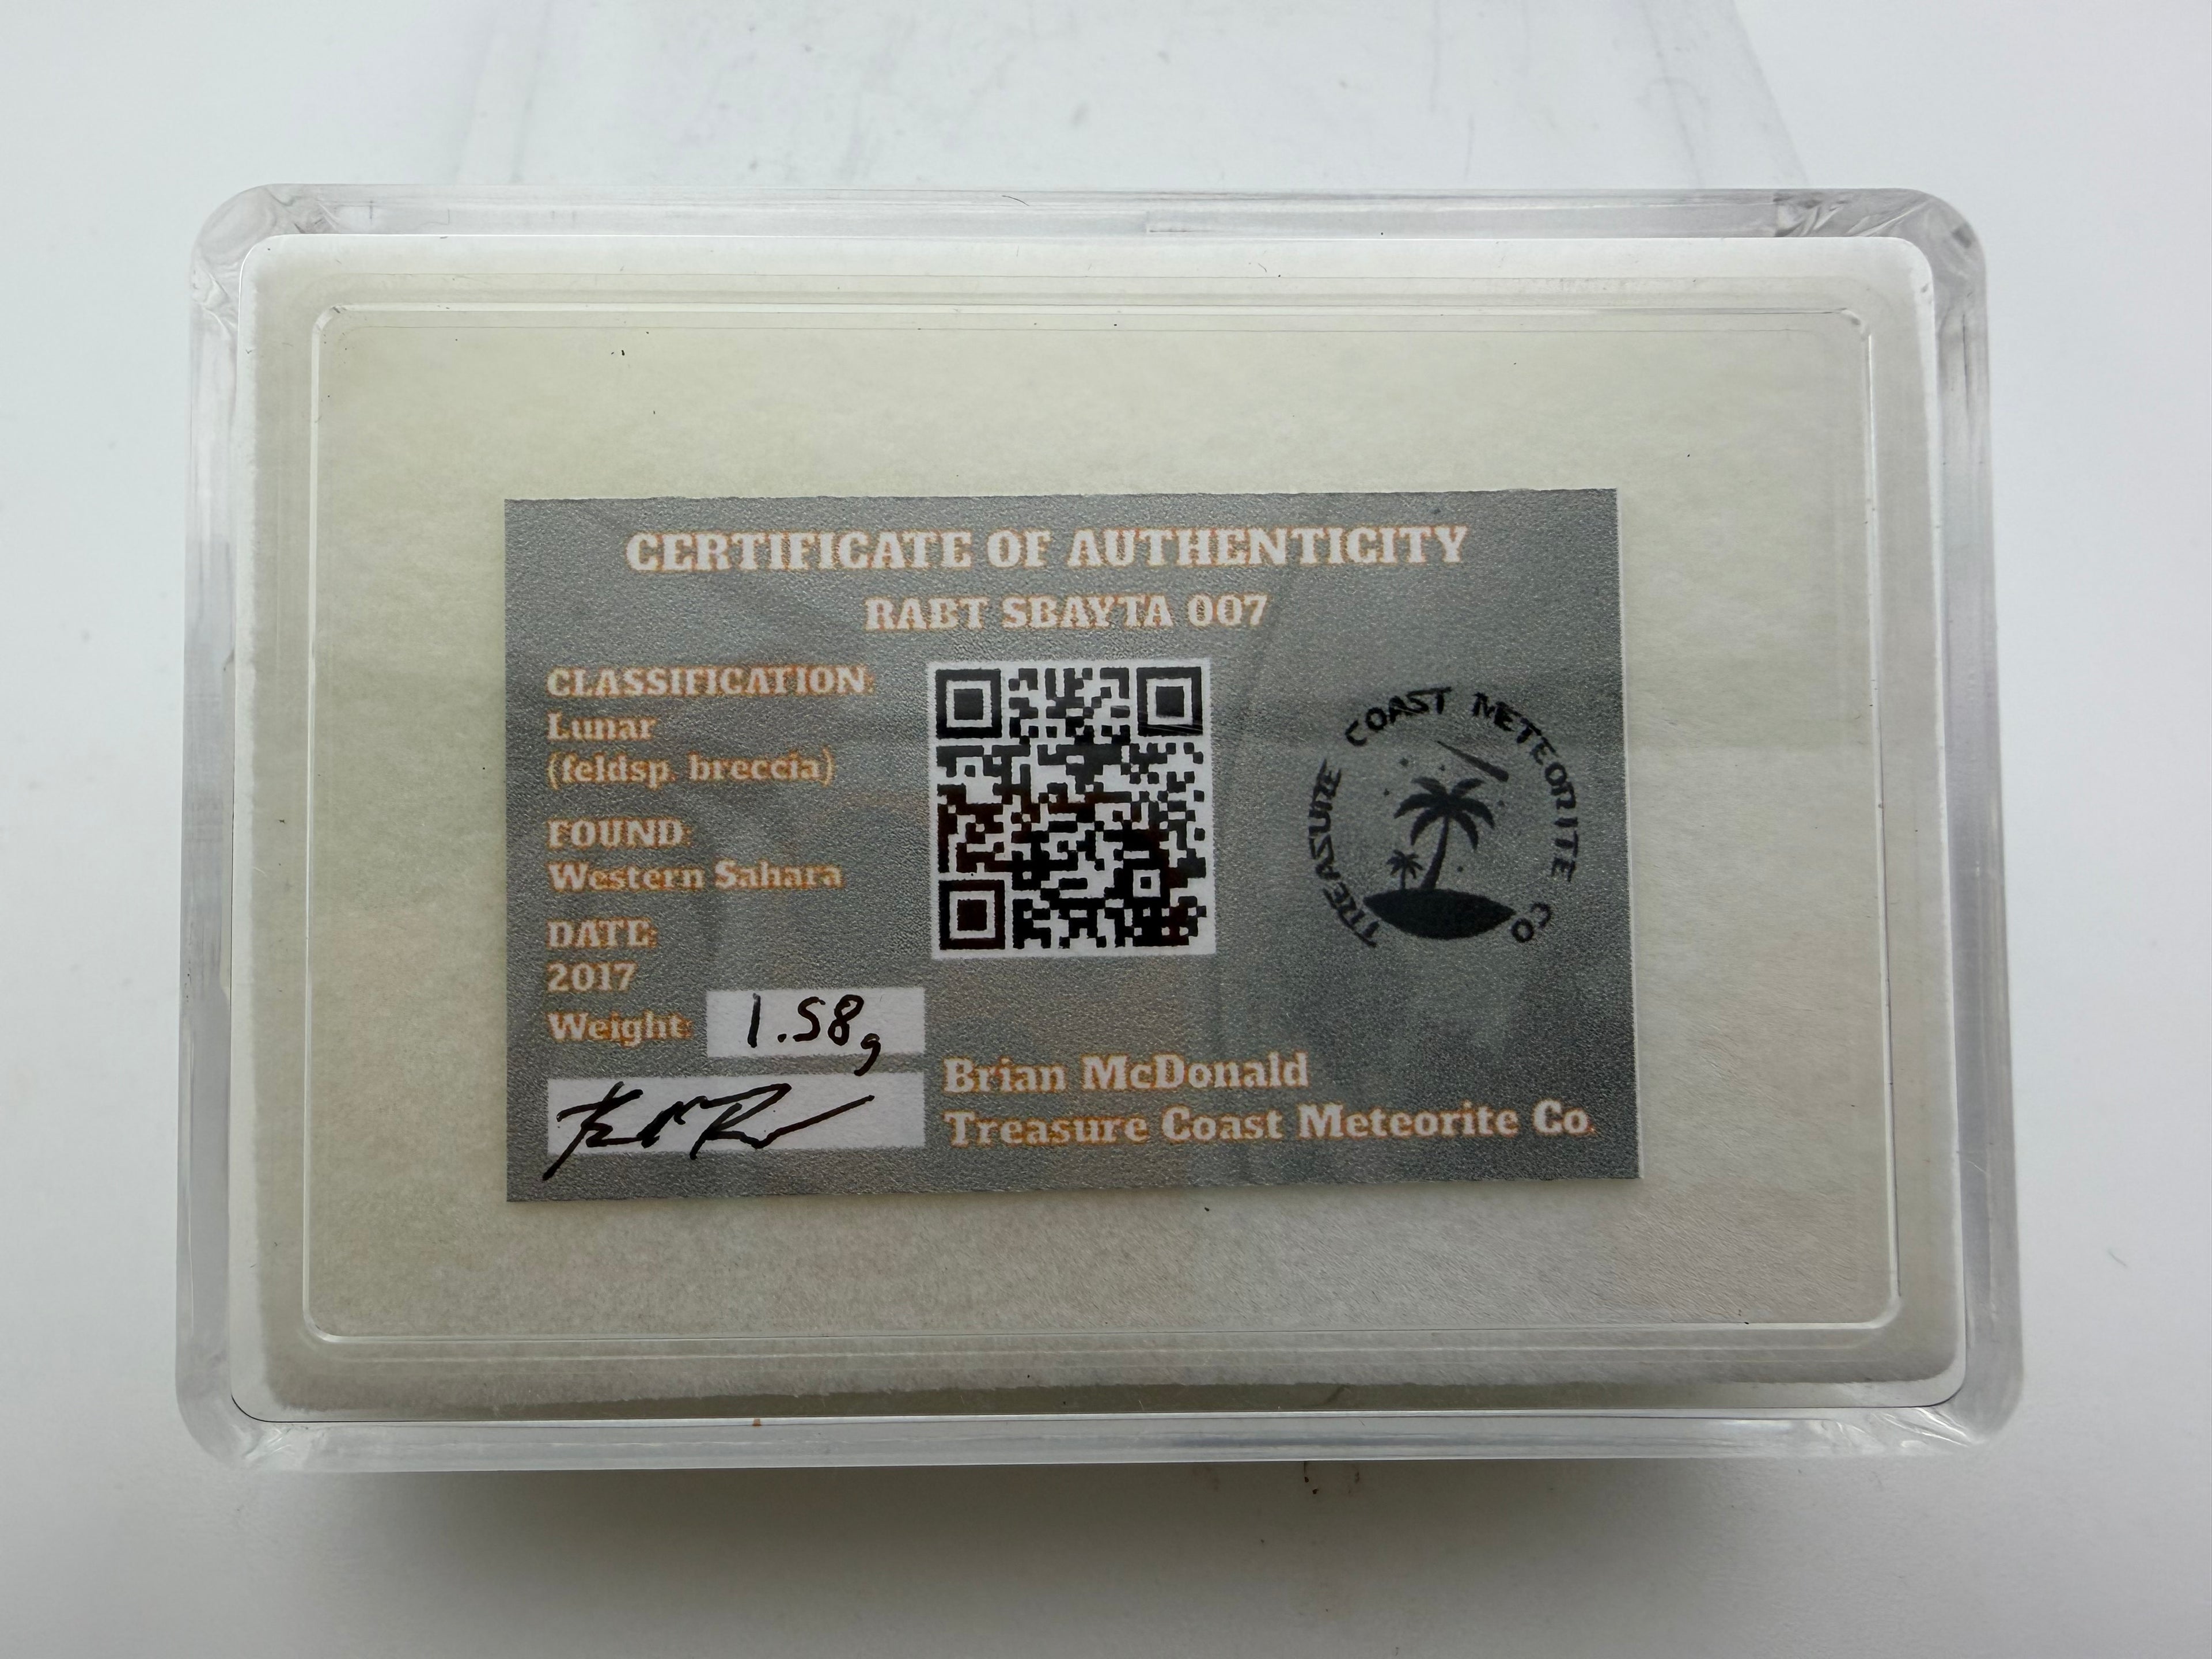 CERTIFICATE OF AUTHENTICITY
RABT SBAYTA 007
CLASSIFICATION:
Lunar
(feldsp. breccia)
FOUND:
Western Sahara
DATE:
2017
Weight: 1.58g
TREASURE COAST METEORITE CO
Brian McDonald
Treasure Coast Meteorite Co.